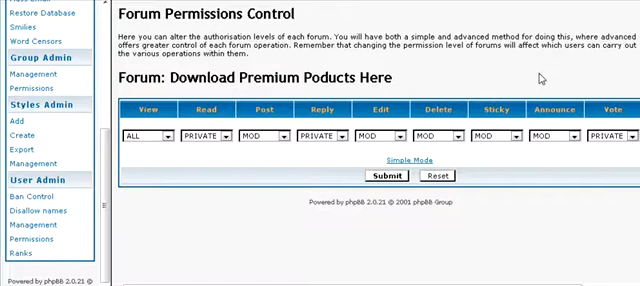 Restore Database
Smilies
Word Censors
Group Admin
Management
Permissions
Styles Admin
Add
Create
Export
Management
User Admin
Ban Control
Disallow names
Management
Permissions
Ranks
Powered by phpBB 2.0.21 ©
Forum Permissions Control
Here you can alter the authorisation levels of each forum. You will have both a simple and advanced method for doing this, where advanced
offers greater control of each forum operation. Remember that changing the permission level of forums will affect which users can carry out
the various operations within them.
Forum: Download Premium Poducts Here
View Read Post Reply Edit Delete Sticky Announce Vote
ALL PRIVATE MOD PRIVATE MOD MOD MOD MOD PRIVATE
Simple Mode
Submit Reset
Powered by phpBB 2.0.21 © 2001 phpBB Group